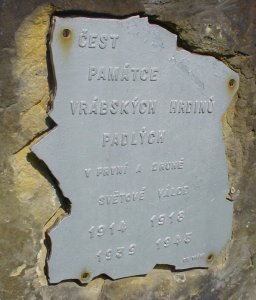 ČEST
PAMÁTCE
VRÁBSKÝCH HRDINŮ
PADLÝCH
V PRVNÍ A DRUHÉ
SVĚTOVÉ VÁLCE
1914 1918
1939 1945